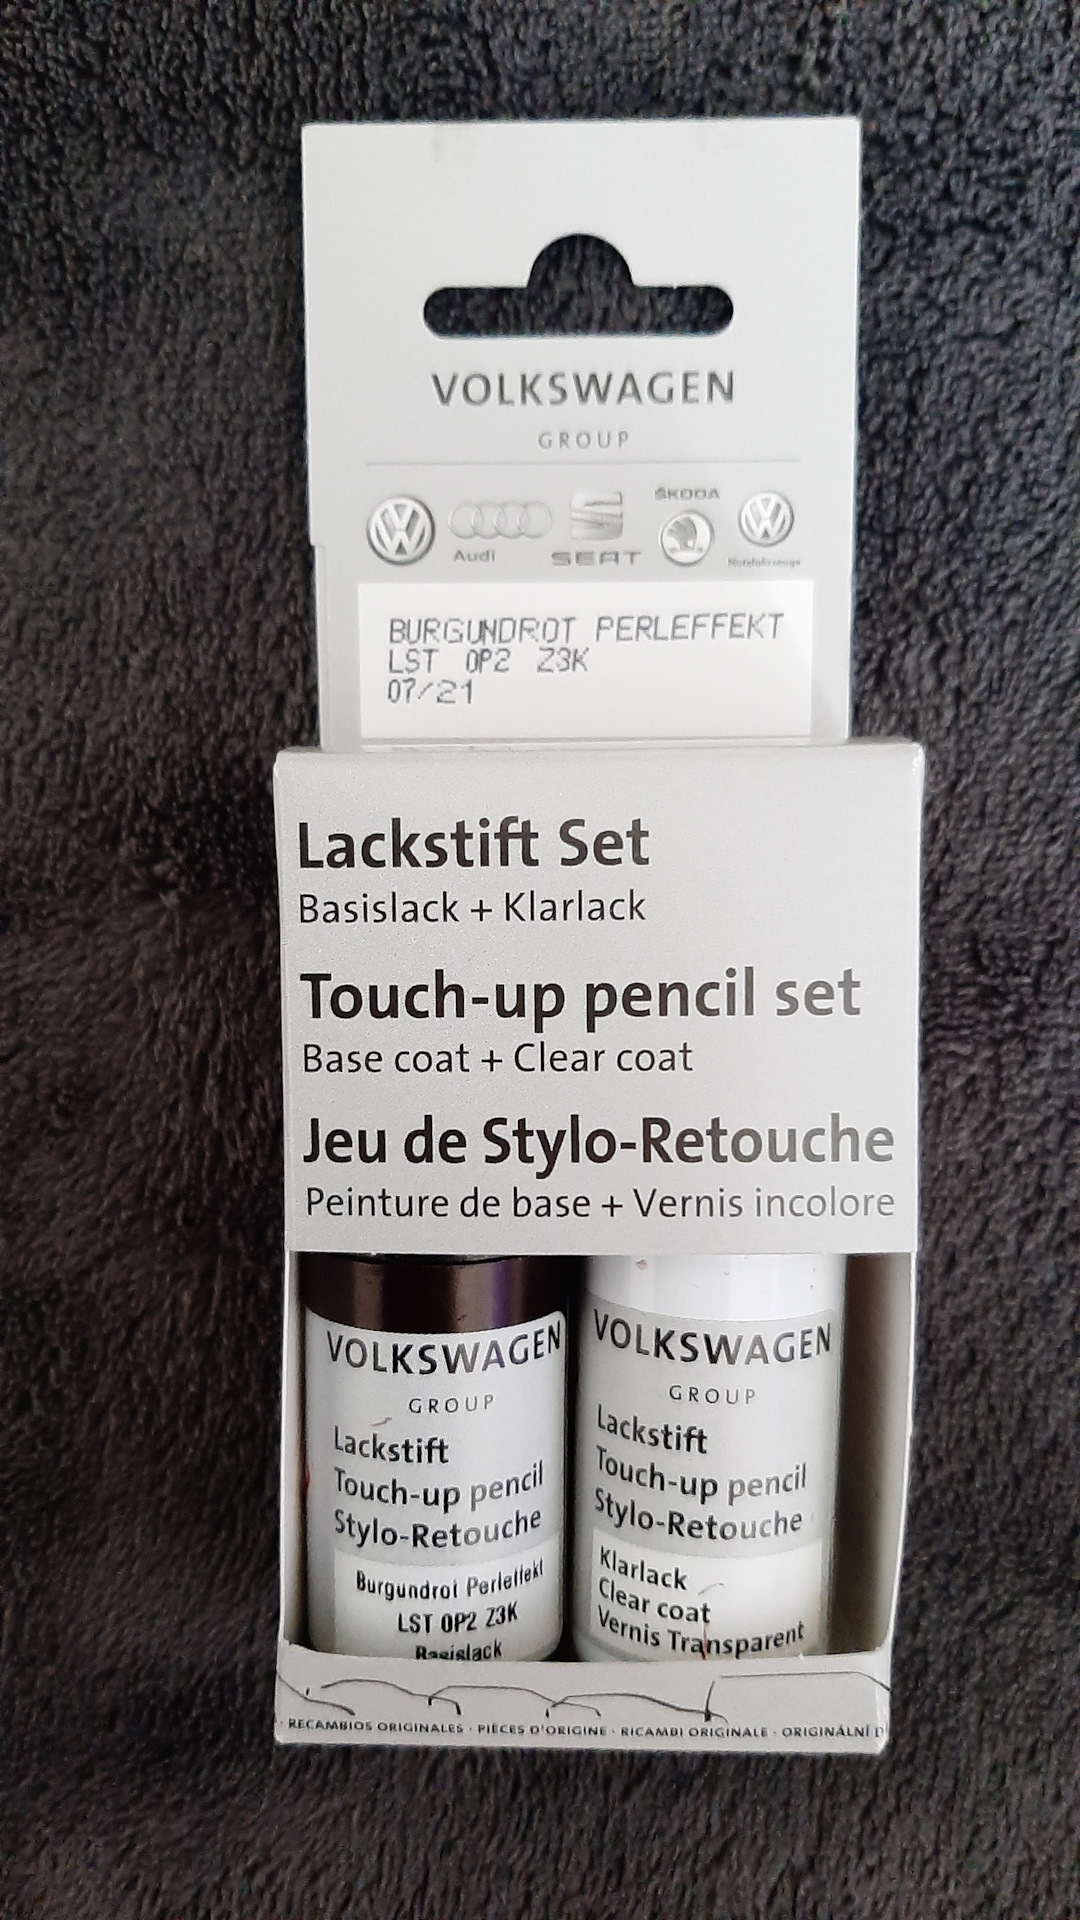 VOLKSWAGEN
GROUP
Audi
SEAT
ŠKODA
Nutzfahrzeuge
BURGUNDROT PERLEFFEKT
LST 0P2 Z3K
07/21
Lackstift Set
Basislack + Klarlack
Touch-up pencil set
Base coat + Clear coat
Jeu de Stylo-Retouche
Peinture de base + Vernis incolore
VOLKSWAGEN
GROUP
Lackstift
Touch-up pencil
Stylo-Retouche
Burgundrot Perleffekt
LST 0P2 Z3K
Basislack
VOLKSWAGEN
GROUP
Lackstift
Touch-up pencil
Stylo-Retouche
Klarlack
Clear coat
Vernis Transparent
· RECAMBIOS ORIGINALES · PIÈCES D'ORIGINE · RICAMBI ORIGINALE · ORIGINÁLNÍ D